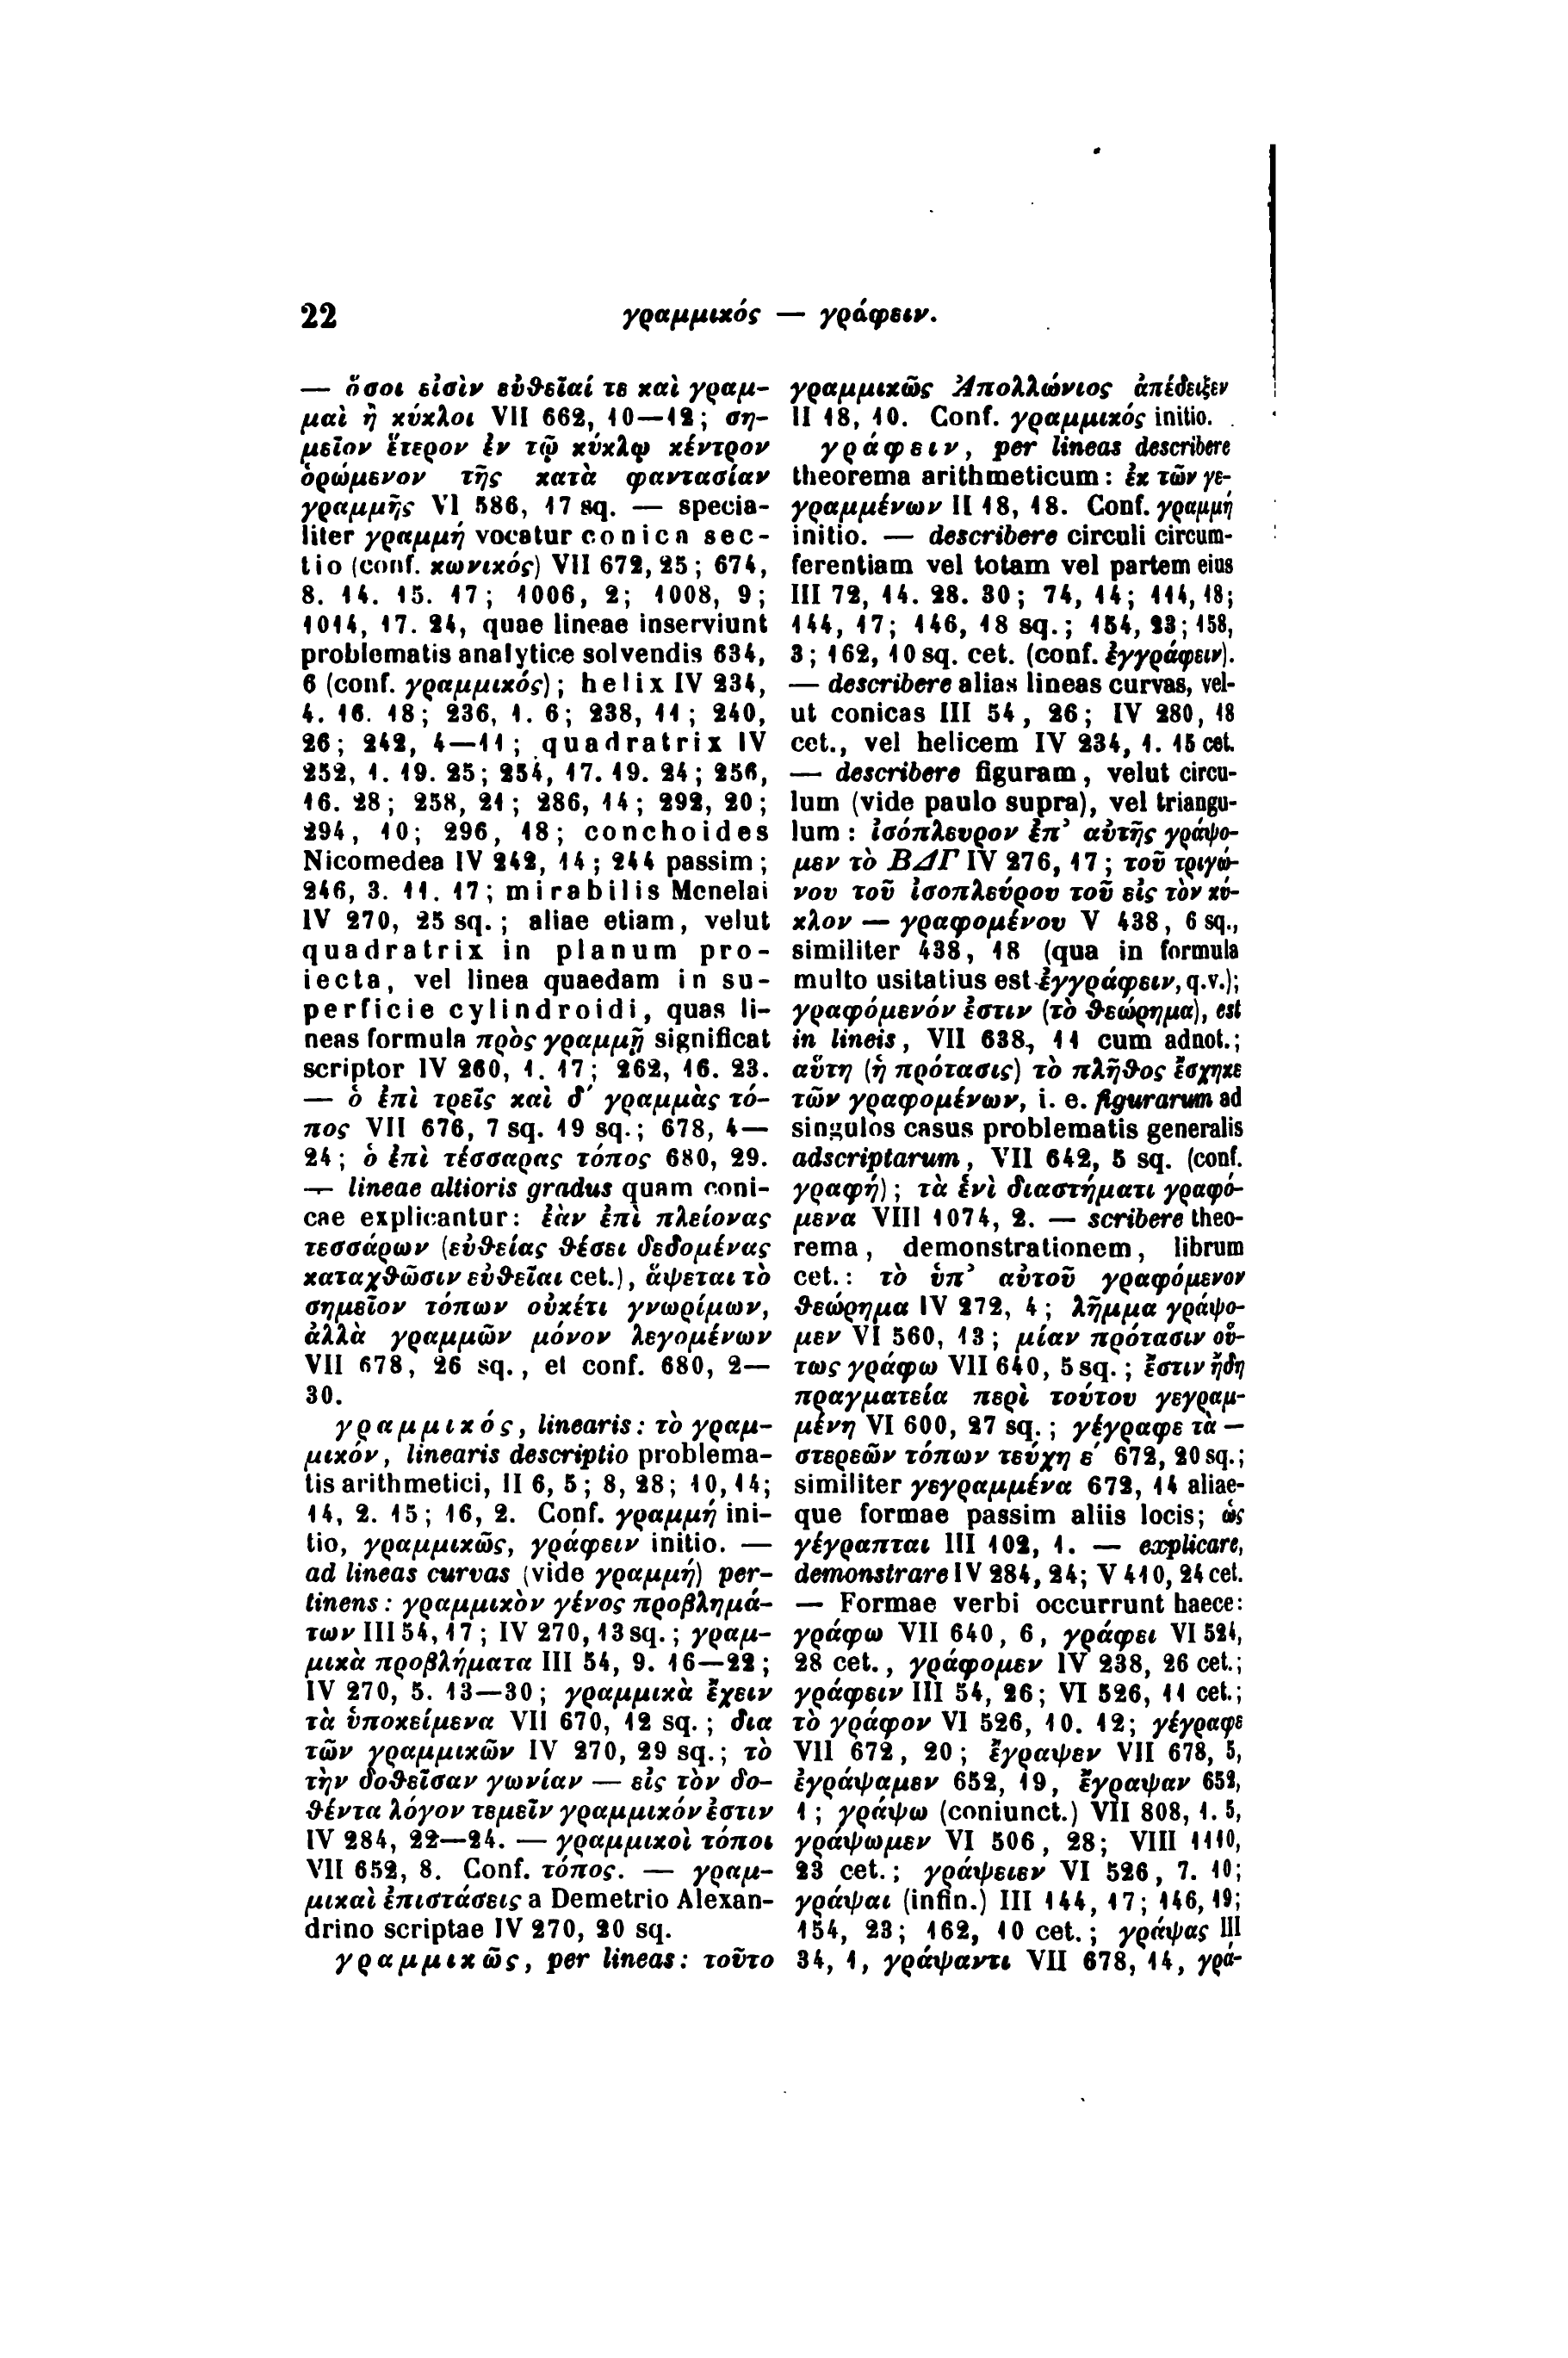 22
γραμμικός — γράφειν.
— ὅσοι εἰσὶν εὐθεῖαί τε καὶ γραμ-
μαὶ ἢ κύκλοι VII 662, 10—12; ση-
μεῖον ἕτερον ἐν τῷ κύκλῳ κέντρον
ὁρώμενον τῆς κατὰ φαντασίαν
γραμμῆς VI 586, 17 sq. — specia-
liter γραμμή vocatur conica sec-
tio (conf. κωνικός) VII 672, 25; 674,
8. 14. 15. 17; 1006, 2; 1008, 9;
1014, 17. 24, quae lineae inserviunt
problematis analytice solvendis 634,
6 (conf. γραμμικός); helix IV 234,
4. 16. 18; 236, 1. 6; 238, 11; 240,
26; 242, 4—11; quadratrix IV
252, 1. 19. 25; 254, 17. 19. 24; 256,
16. 28; 258, 21; 286, 14; 292, 20;
294, 10; 296, 18; conchoides
Nicomedea IV 242, 14; 244 passim;
246, 3. 11. 17; mirabilis Menelai
IV 270, 25 sq.; aliae etiam, velut
quadratrix in planum pro-
iecta, vel linea quaedam in su-
perficie cylindroidi, quas li-
neas formula πρὸς γραμμῇ significat
scriptor IV 260, 1. 17; 262, 16. 23.
— ὁ ἐπὶ τρεῖς καὶ δ΄ γραμμὰς τό-
πος VII 676, 7 sq. 19 sq.; 678, 4—
24; ὁ ἐπὶ τέσσαρας τόπος 680, 29.
— lineae altioris gradus quam coni-
cae explicantur: ἐὰν ἐπὶ πλείονας
τεσσάρων (εὐθείας θέσει δεδομένας
καταχθῶσιν εὐθεῖαι cet.), ἅψεται τὸ
σημεῖον τόπων οὐκέτι γνωρίμων,
ἀλλὰ γραμμῶν μόνον λεγομένων
VII 678, 26 sq., et conf. 680, 2—
30.
γραμμικός, linearis: τὸ γραμ-
μικόν, linearis descriptio problema-
tis arithmetici, II 6, 5; 8, 28; 10, 14;
14, 2. 15; 16, 2. Conf. γραμμή ini-
tio, γραμμικῶς, γράφειν initio. —
ad lineas curvas (vide γραμμή) per-
tinens: γραμμικὸν γένος προβλημά-
των III 54, 17; IV 270, 13 sq.; γραμ-
μικὰ προβλήματα III 54, 9. 16—22;
IV 270, 5. 13—30; γραμμικὰ ἔχειν
τὰ ὑποκείμενα VII 670, 12 sq.; δια
τῶν γραμμικῶν IV 270, 29 sq.; τὸ
τὴν δοθεῖσαν γωνίαν — εἰς τὸν δο-
θέντα λόγον τεμεῖν γραμμικόν ἐστιν
IV 284, 22—24. — γραμμικοὶ τόποι
VII 652, 8. Conf. τόπος. — γραμ-
μικαὶ ἐπιστάσεις a Demetrio Alexan-
drino scriptae IV 270, 20 sq.
γραμμικῶς, per lineas: τοῦτο
γραμμικῶς Ἀπολλώνιος ἀπέδειξεν
II 18, 10. Conf. γραμμικός initio.
γράφειν, per lineas describere
theorema arithmeticum: ἐκ τῶν γε-
γραμμένων II 18, 18. Conf. γραμμή
initio. — describere circuli circum-
ferentiam vel totam vel partem eius
III 72, 14. 28. 30; 74, 14; 114, 18;
144, 17; 146, 18 sq.; 154, 23; 158,
3; 162, 10 sq. cet. (conf. ἐγγράφειν).
— describere alias lineas curvas, vel-
ut conicas III 54, 26; IV 280, 18
cet., vel helicem IV 234, 1. 15 cet.
— describere figuram, velut circu-
lum (vide paulo supra), vel triangu-
lum: ἰσόπλευρον ἐπ’ αὐτῆς γράψο-
μεν τὸ ΒΔΓ IV 276, 17; τοῦ τριγώ-
νου τοῦ ἰσοπλεύρου τοῦ εἰς τὸν κύ-
κλον — γραφομένου V 438, 6 sq.,
similiter 438, 18 (qua in formula
multo usitatius est ἐγγράφειν, q.v.);
γραφόμενόν ἐστιν (τὸ θεώρημα), est
in lineis, VII 638, 11 cum adnot.;
αὕτη (ἡ πρότασις) τὸ πλῆθος ἔσχηκε
τῶν γραφομένων, i. e. figurarum ad
singulos casus problematis generalis
adscriptarum, VII 642, 5 sq. (conf.
γραφή); τὰ ἑνὶ διαστήματι γραφό-
μενα VIII 1074, 2. — scribere theo-
rema, demonstrationem, librum
cet.: τὸ ὑπ’ αὐτοῦ γραφόμενον
θεώρημα IV 272, 4; λῆμμα γράψο-
μεν VI 560, 13; μίαν πρότασιν οὕ-
τως γράφω VII 640, 5 sq.; ἔστιν ἤδη
πραγματεία περὶ τούτου γεγραμ-
μένη VI 600, 27 sq.; γέγραφε τὰ —
στερεῶν τόπων τεύχη ε΄ 672, 20 sq.;
similiter γεγραμμένα 672, 14 aliae-
que formae passim aliis locis; ὡς
γέγραπται III 102, 1. — explicare,
demonstrare IV 284, 24; V 410, 24 cet.
— Formae verbi occurrunt haece:
γράφω VII 640, 6, γράφει VI 524,
28 cet., γράφομεν IV 238, 26 cet.;
γράφειν III 54, 26; VI 526, 11 cet.;
τὸ γράφον VI 526, 10. 12; γέγραφε
VII 672, 20; ἔγραψεν VII 678, 5,
ἐγράψαμεν 652, 19, ἔγραψαν 652,
1; γράψω (coniunct.) VII 808, 1. 5,
γράψωμεν VI 506, 28; VIII 1110,
23 cet.; γράψειεν VI 526, 7. 10;
γράψαι (infin.) III 144, 17; 146, 19;
154, 23; 162, 10 cet.; γράψας III
34, 1, γράψαντι VII 678, 14, γρά-